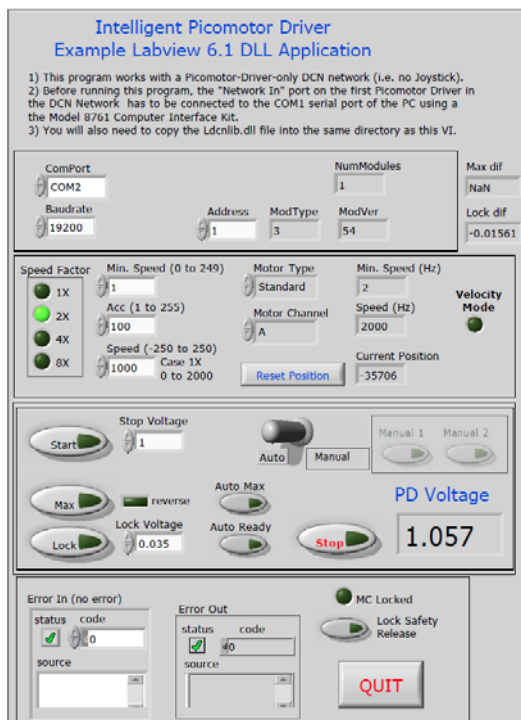 Intelligent Picomotor Driver
Example Labview 6.1 DLL Application
1) This program works with a Picomotor-Driver-only DCN network (i.e. no Joystick).
2) Before running this program, the "Network In" port on the first Picomotor Driver in
the DCN Network has to be connected to the COM1 serial port of the PC using a
the Model 8761 Computer Interface Kit.
3) You will also need to copy the Ldcnlib.dll file into the same directory as this VI.
ComPort
COM2
NumModules
1
Max dif
NaN
Baudrate
19200
Address
1
ModType
3
ModVer
54
Lock dif
-0.01561
Speed Factor
1X
2X
4X
8X
Min. Speed (0 to 249)
1
Acc (1 to 255)
100
Speed (-250 to 250)
1000
Case 1X
0 to 2000
Motor Type
Standard
Motor Channel
A
Reset Position
Min. Speed (Hz)
2
Speed (Hz)
2000
Current Position
-35706
Velocity
Mode
Start
Stop Voltage
1
Auto
Manual
Manual 1
Manual 2
Max
reverse
Auto Max
Lock
Lock Voltage
0.035
Auto Ready
Stop
PD Voltage
1.057
Error In (no error)
status
code
0
source
Error Out
status
code
0
source
MC Locked
Lock Safety
Release
QUIT